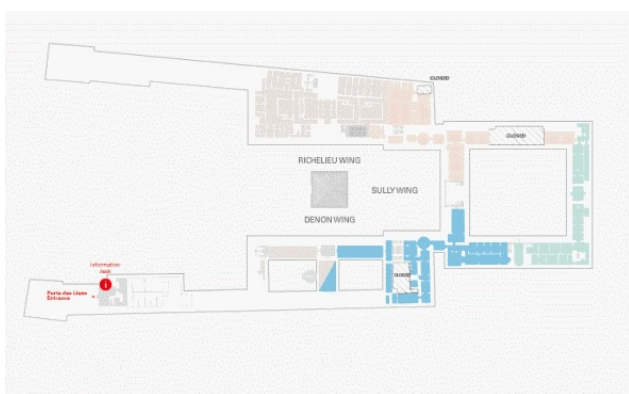 CLOSED
CLOSED
RICHELIEU WING
SULLY WING
DENON WING
CLOSED
Information
desk
i
Porte des Lions
Entrance